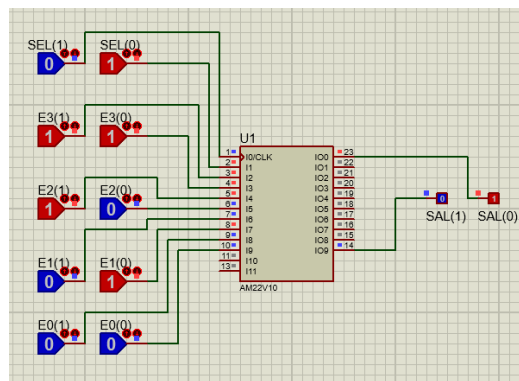 SEL(1) SEL(0)
0 1
E3(1) E3(0)
1 1
E2(1) E2(0)
1 0
E1(1) E1(0)
0 1
E0(1) E0(0)
0 0
U1
1 I0/CLK IO0 23
2 I1 IO1 22
3 I2 IO2 21
4 I3 IO3 20
5 I4 IO4 19
6 I5 IO5 18
7 I6 IO6 17
8 I7 IO7 16
9 I8 IO8 15
10 I9 IO9 14
11 I10
13 I11
AM22V10
0 1
SAL(1) SAL(0)